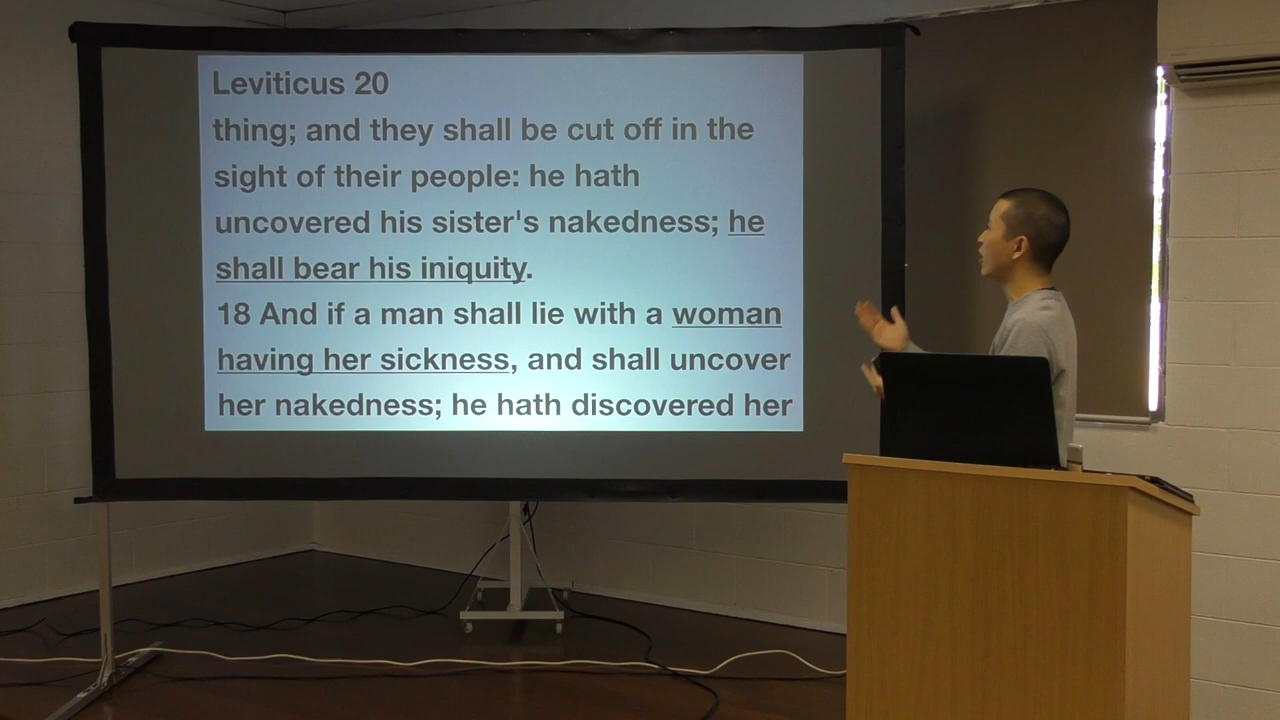 Leviticus 20
thing; and they shall be cut off in the
sight of their people: he hath
uncovered his sister's nakedness; he
shall bear his iniquity.
18 And if a man shall lie with a woman
having her sickness, and shall uncover
her nakedness; he hath discovered her